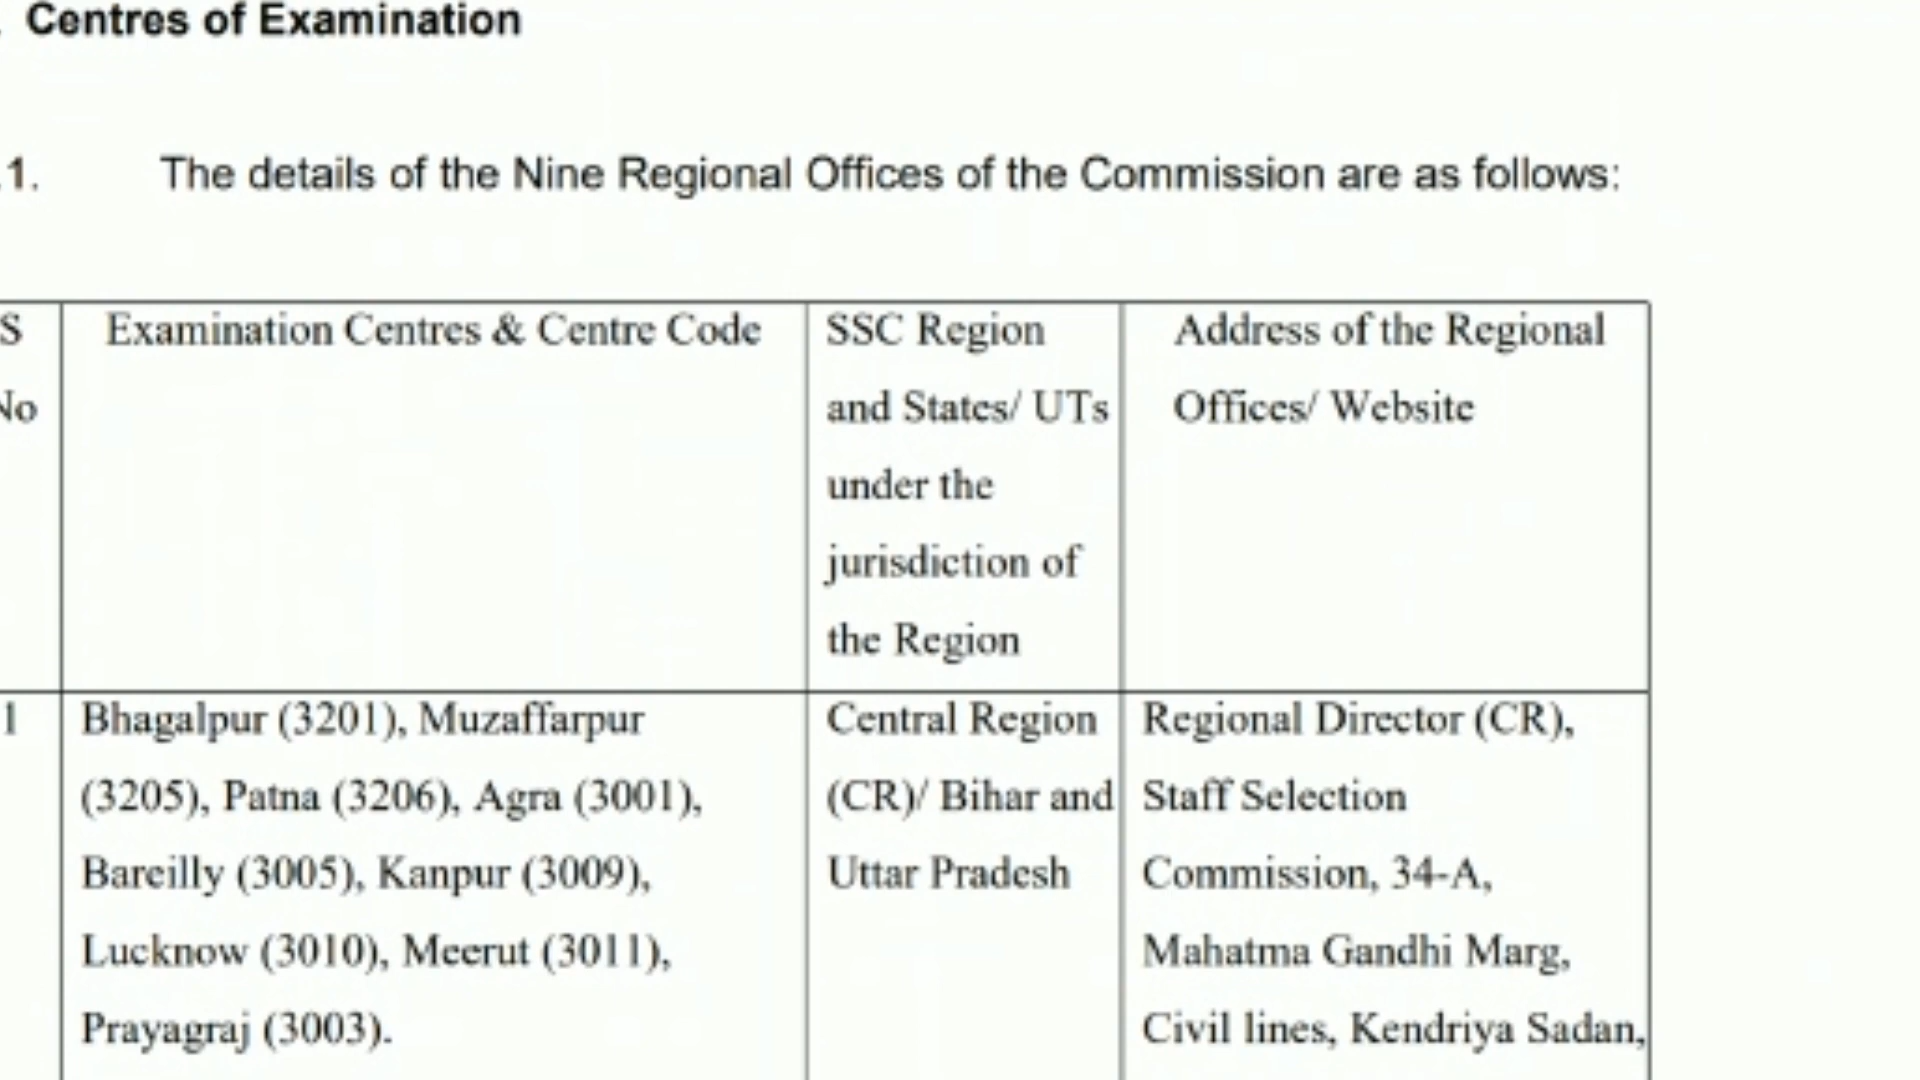 Centres of Examination
.1. The details of the Nine Regional Offices of the Commission are as follows:
S No
Examination Centres & Centre Code
SSC Region
and States/ UTs
under the
jurisdiction of
the Region
Address of the Regional
Offices/ Website
1
Bhagalpur (3201), Muzaffarpur
(3205), Patna (3206), Agra (3001),
Bareilly (3005), Kanpur (3009),
Lucknow (3010), Meerut (3011),
Prayagraj (3003).
Central Region
(CR)/ Bihar and
Uttar Pradesh
Regional Director (CR),
Staff Selection
Commission, 34-A,
Mahatma Gandhi Marg,
Civil lines, Kendriya Sadan,